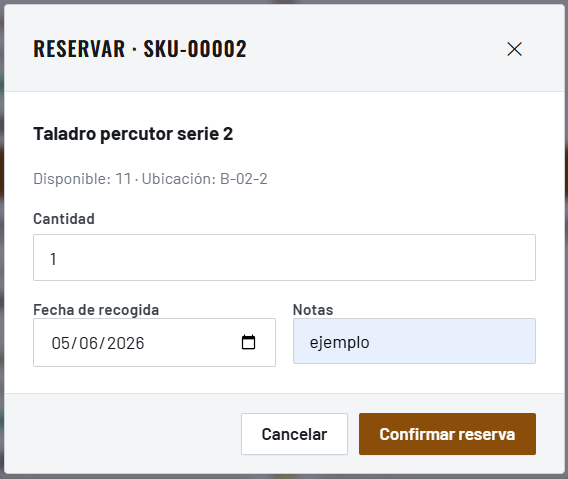 RESERVAR · SKU-00002
Taladro percutor serie 2
Disponible: 11 · Ubicación: B-02-2
Cantidad
1
Fecha de recogida
Notas
05/06/2026
ejemplo
Cancelar
Confirmar reserva